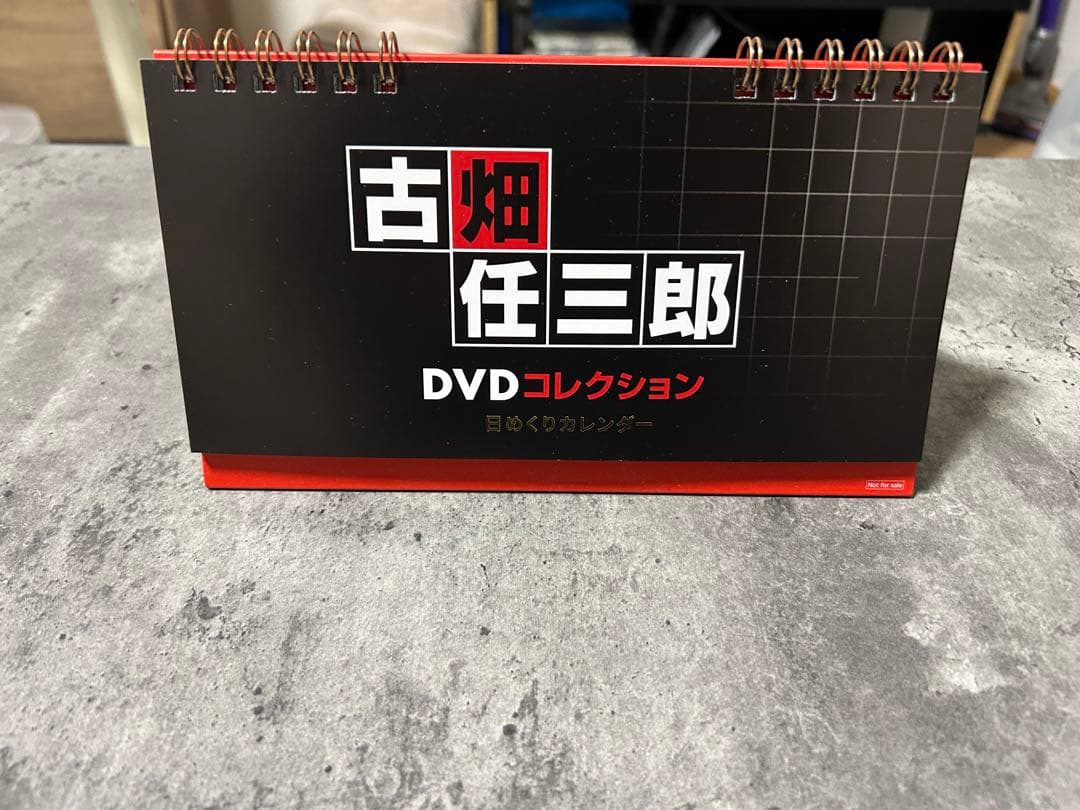 古畑
任三郎
DVDコレクション
日めくりカレンダー
Not for sale